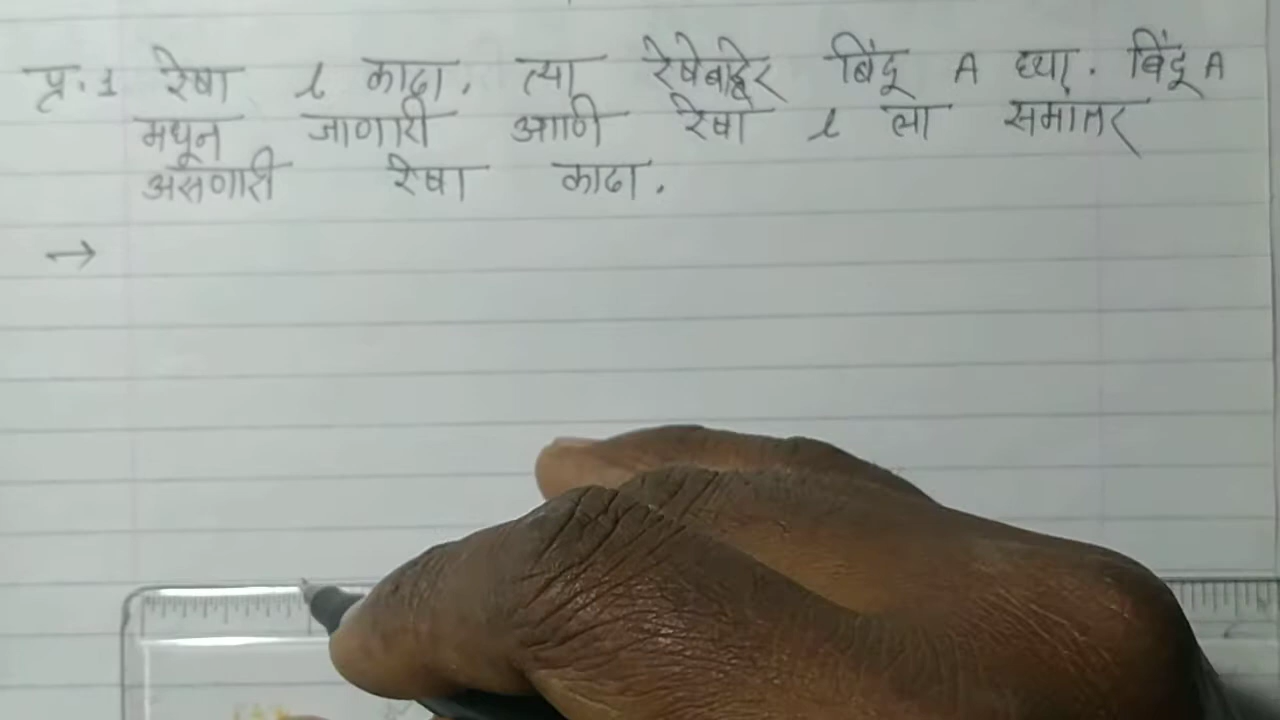 प्र. 1 रेषा l काढा. त्या रेषेबाहेर बिंदू A घ्या. बिंदू A
मधून जाणारी आणि रेषा l ला समांतर
असणारी रेषा काढा.
→